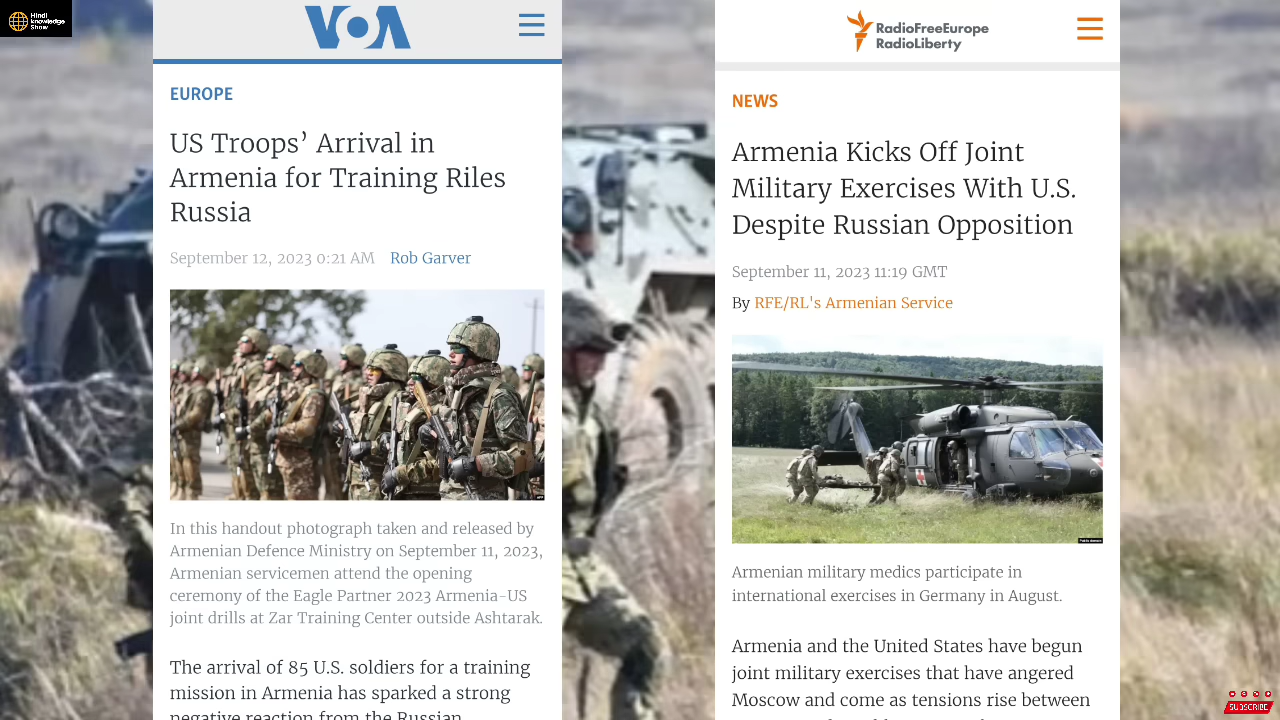 Hindi
knowledge
Show
VOA
EUROPE
US Troops’ Arrival in
Armenia for Training Riles
Russia
September 12, 2023 0:21 AM Rob Garver
In this handout photograph taken and released by
Armenian Defence Ministry on September 11, 2023,
Armenian servicemen attend the opening
ceremony of the Eagle Partner 2023 Armenia-US
joint drills at Zar Training Center outside Ashtarak.
The arrival of 85 U.S. soldiers for a training
mission in Armenia has sparked a strong
negative reaction from the Russian
RadioFreeEurope
RadioLiberty
NEWS
Armenia Kicks Off Joint
Military Exercises With U.S.
Despite Russian Opposition
September 11, 2023 11:19 GMT
By RFE/RL's Armenian Service
Armenian military medics participate in
international exercises in Germany in August.
Armenia and the United States have begun
joint military exercises that have angered
Moscow and come as tensions rise between
SUBSCRIBE